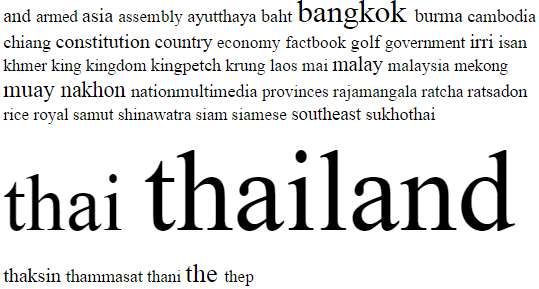 and armed asia assembly ayutthaya baht bangkok burma cambodia
chiang constitution country economy factbook golf government irri isan
khmer king kingdom kingpetch krung laos mai malay malaysia mekong
muay nakhon nationmultimedia provinces rajamangala ratcha ratsadon
rice royal samut shinawatra siam siamese southeast sukhothai
thai thailand
thaksin thammasat thani the thep